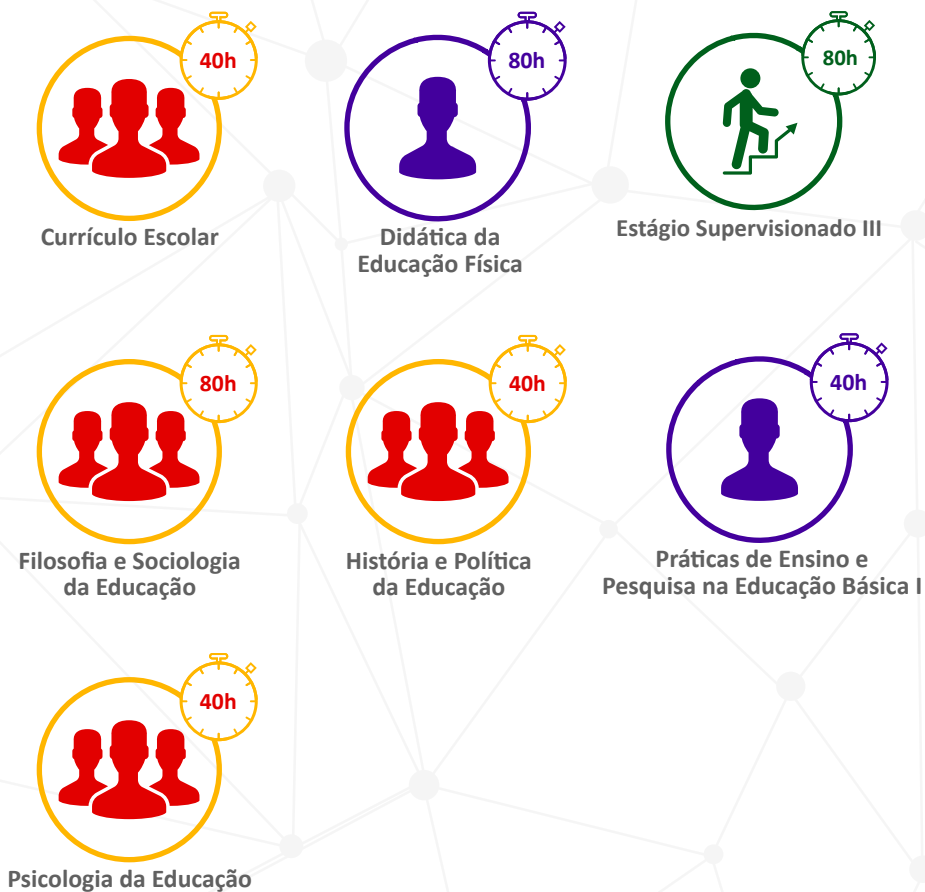 40h
Currículo Escolar
80h
Didática da
Educação Física
80h
Estágio Supervisionado III
80h
Filosofia e Sociologia
da Educação
40h
História e Política
da Educação
40h
Práticas de Ensino e
Pesquisa na Educação Básica I
40h
Psicologia da Educação